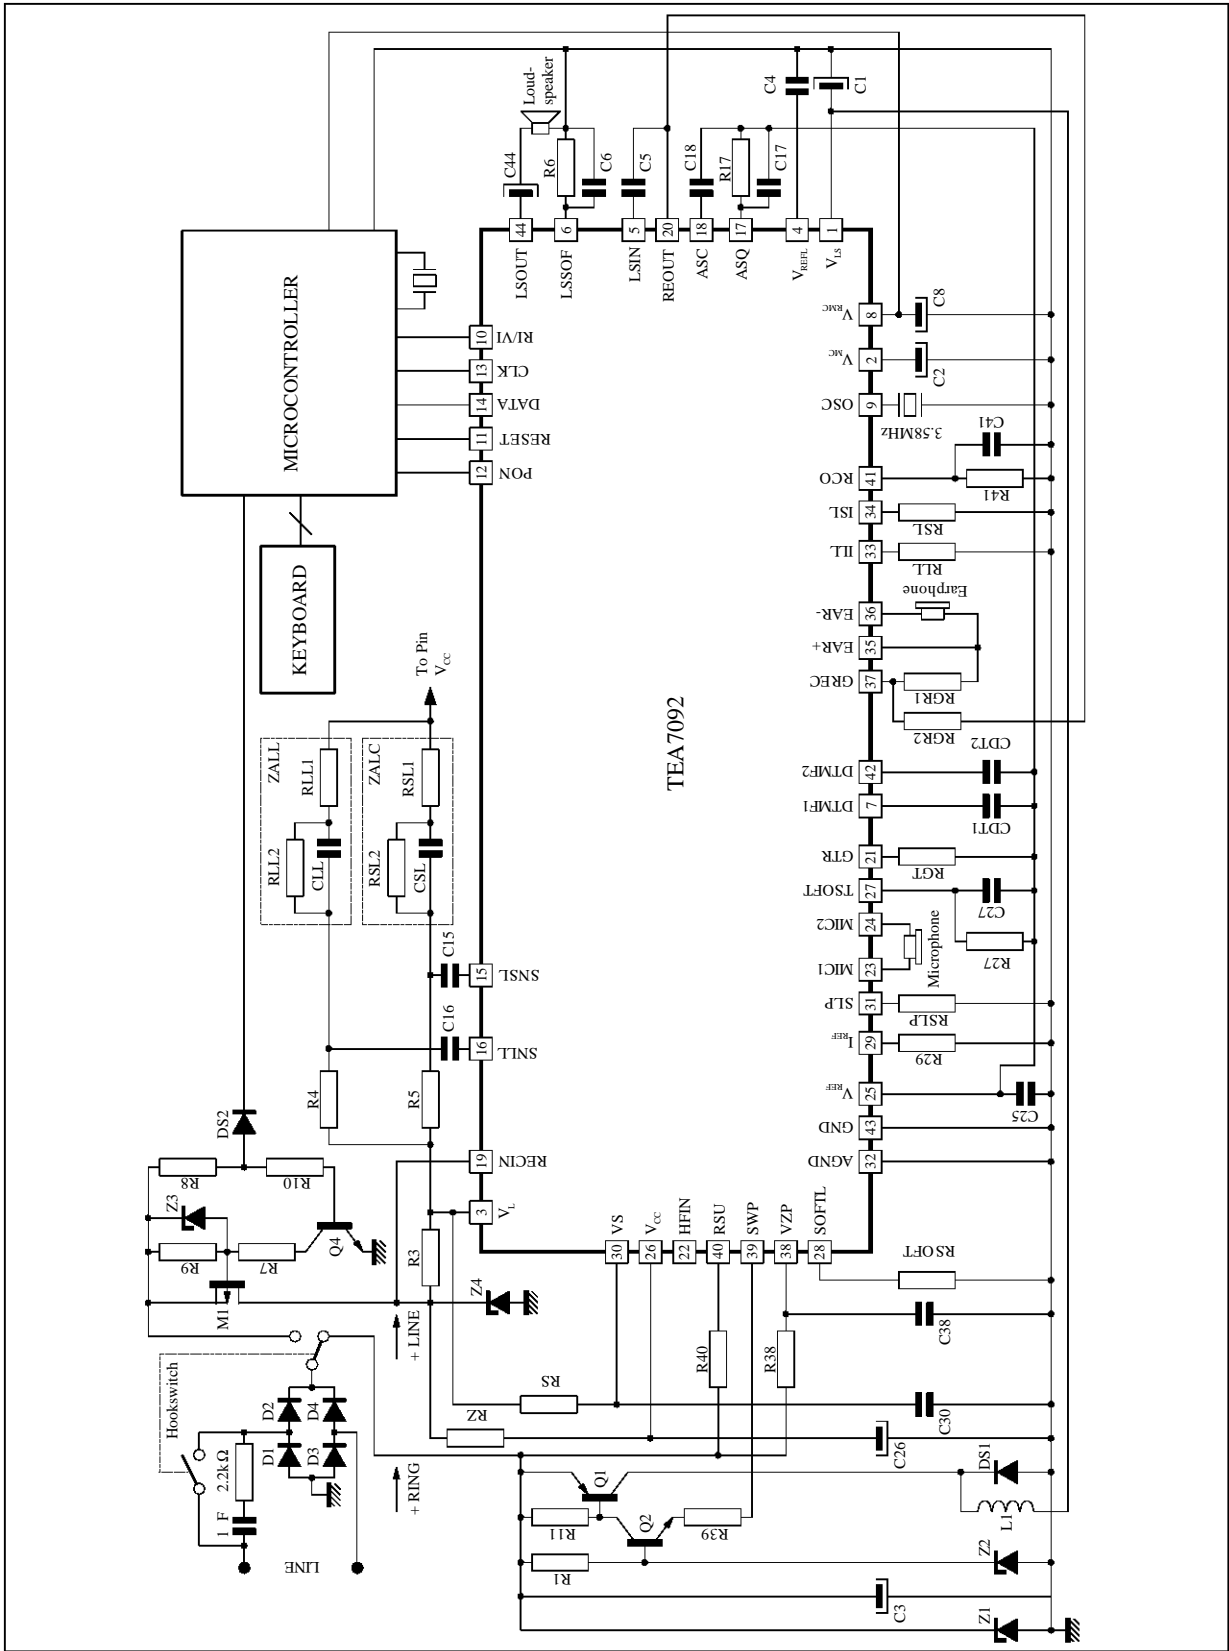 Loud-
speaker
C44
R6
C6
C5
C18
R17
C17
C4
C1
MICROCONTROLLER
KEYBOARD
44
6
5
20
18
17
4
1
LSOUT
LSSOF
LSIN
REOUT
ASC
ASQ
VREFL
VLS
10
RI/VI
13
CLK
14
DATA
11
RESET
12
PON
VRMC
8
C8
VMC
2
C2
OSC
9
3.58MHz
C41
RCO
41
R41
ISL
34
RSL
ILL
33
RLL
Earphone
EAR-
36
EAR+
35
GREC
37
RGR1
RGR2
TEA7092
To Pin
VCC
ZALL
RLL1
RLL2
CLL
ZALC
RSL1
RSL2
CSL
C15
15
SNSL
C16
16
SNLL
DTMF2
42
CDT2
DTMF1
7
CDT1
GTR
21
RGT
TSOFT
27
C27
R27
MIC2
24
MIC1
23
Microphone
SLP
31
RSLP
IREF
29
R29
VREF
25
C25
GND
43
AGND
32
DS2
R4
R5
R8
R10
Z3
R9
R7
Q4
M1
19
RECIN
3
VL
R3
Z4
+ LINE
30
VS
26
VCC
22
HFIN
40
RSU
39
SWP
38
VZP
28
SOFTL
RSOFT
R40
R38
C38
RS
RZ
C30
C26
Hookswitch
D2
D4
D1
D3
2.2kΩ
1 F
LINE
+ RING
Q1
R11
Q2
R39
R1
DS1
L1
Z2
C3
Z1